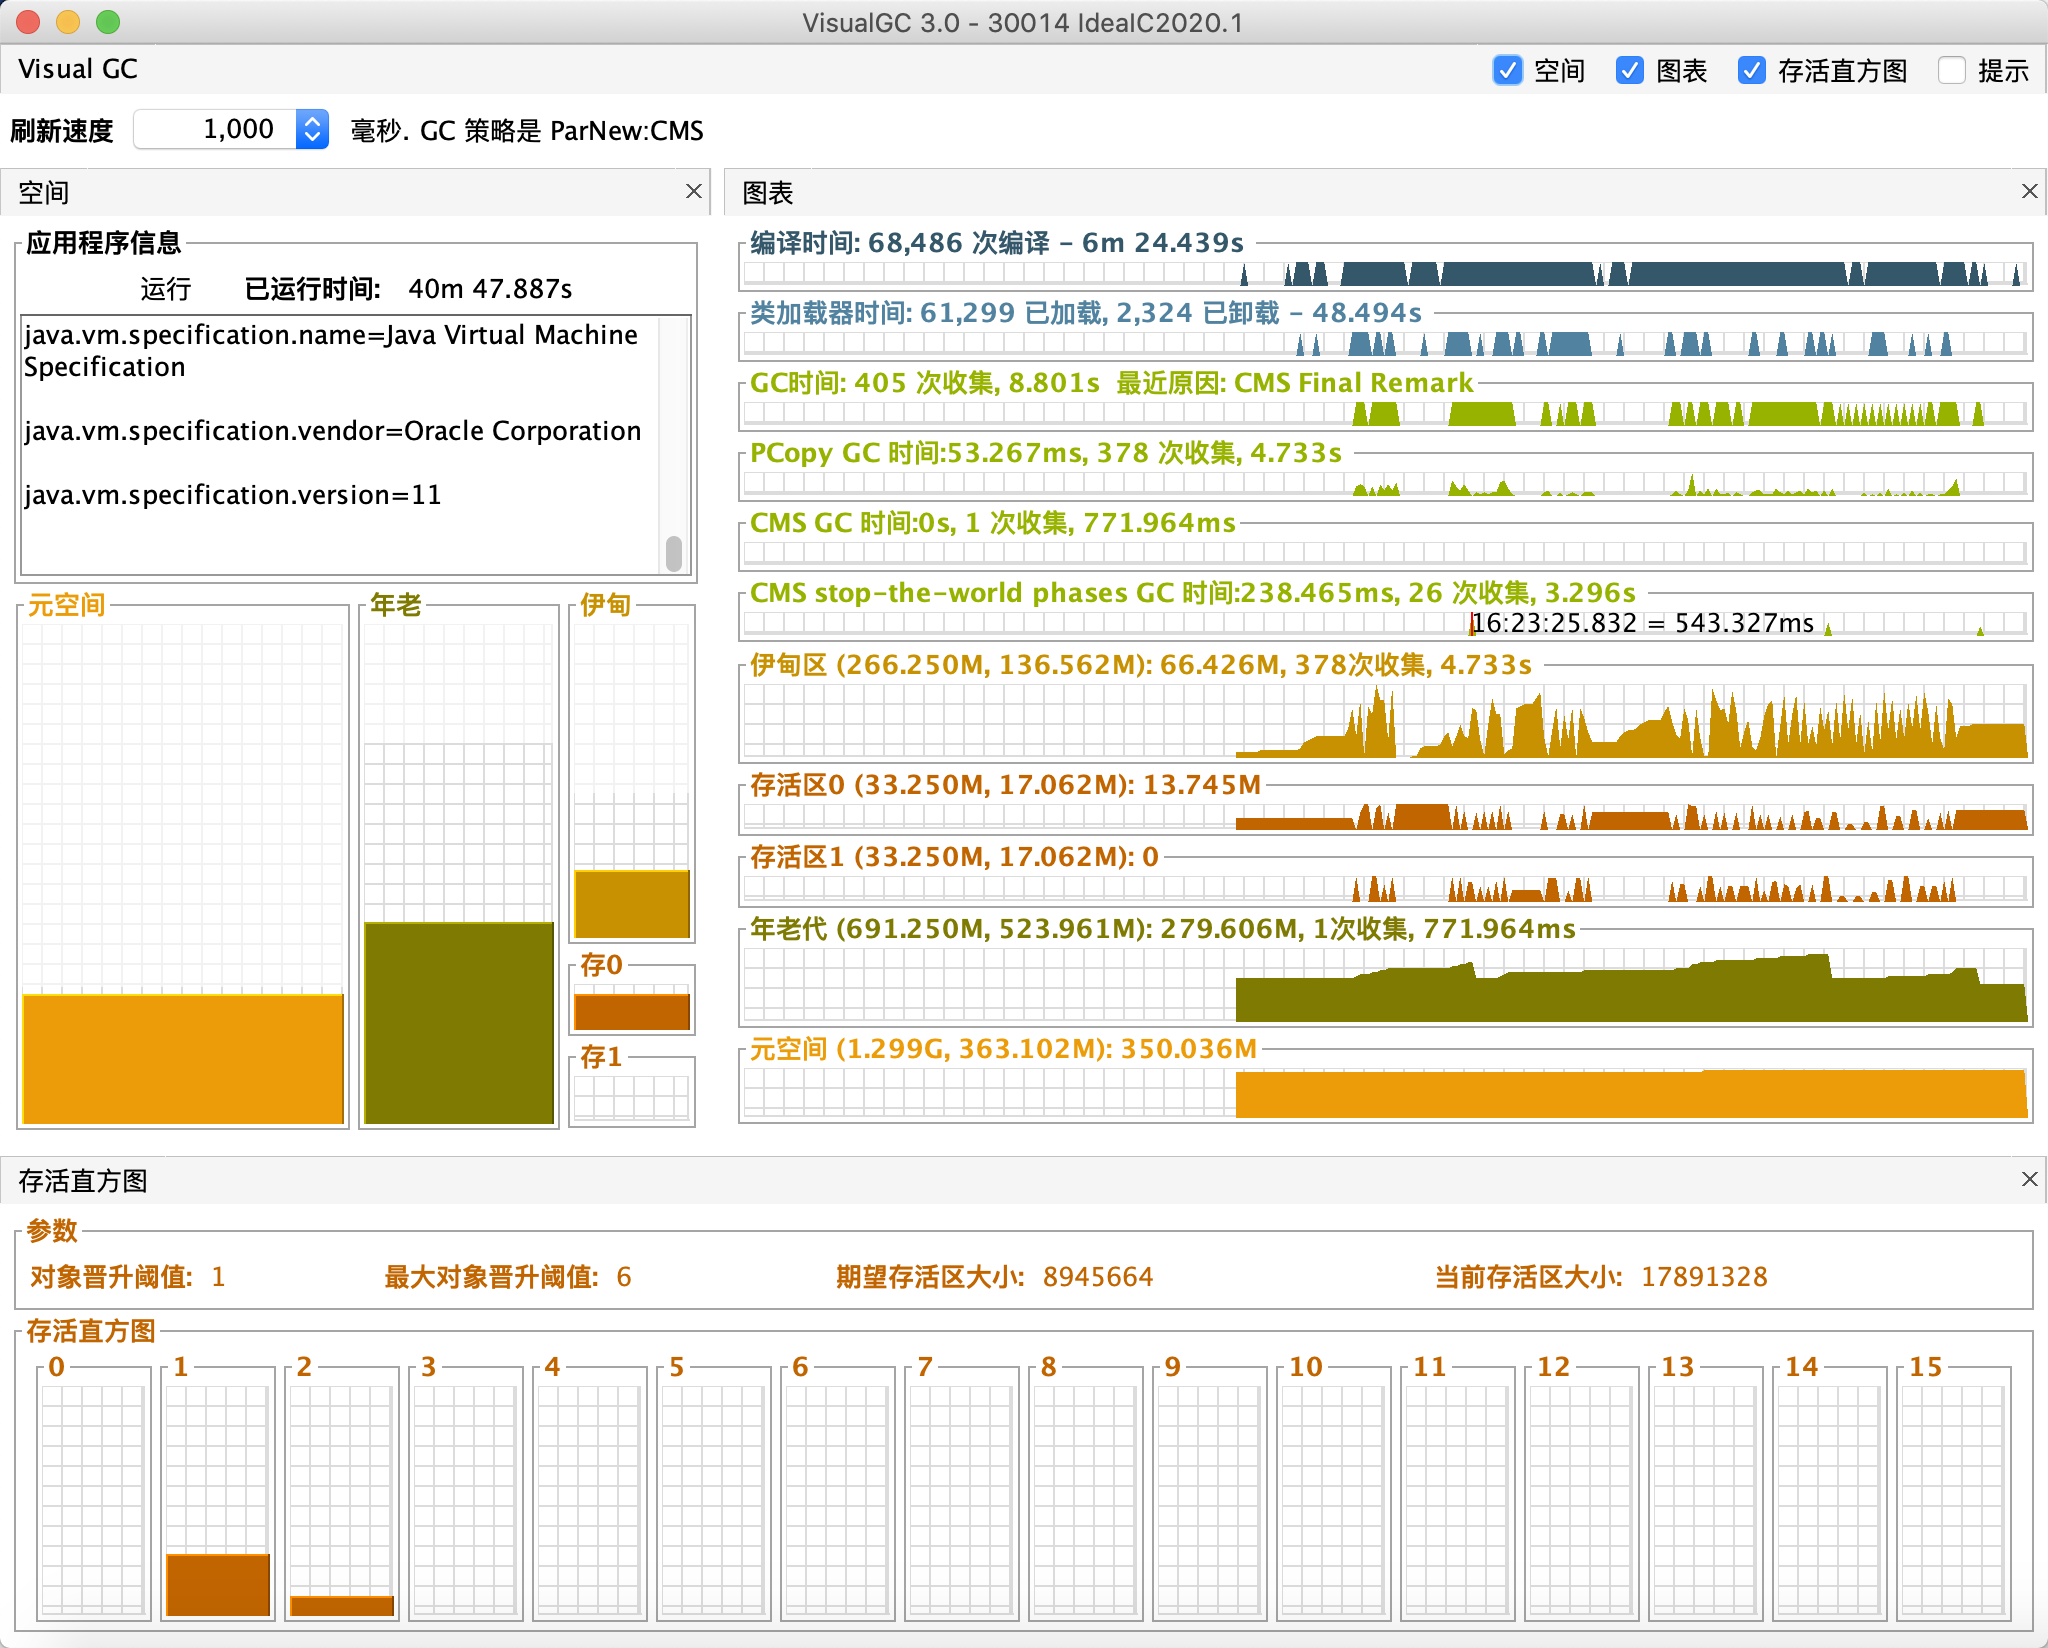 VisualGC 3.0 - 30014 IdeaIC2020.1
Visual GC
空间
图表
存活直方图
提示
刷新速度 1,000 毫秒. GC 策略是 ParNew:CMS
空间
应用程序信息
运行 已运行时间: 40m 47.887s
java.vm.specification.name=Java Virtual Machine
Specification
java.vm.specification.vendor=Oracle Corporation
java.vm.specification.version=11
元空间
年老
伊甸
存0
存1
图表
编译时间: 68,486 次编译 - 6m 24.439s
类加载器时间: 61,299 已加载, 2,324 已卸载 - 48.494s
GC时间: 405 次收集, 8.801s 最近原因: CMS Final Remark
PCopy GC 时间:53.267ms, 378 次收集, 4.733s
CMS GC 时间:0s, 1 次收集, 771.964ms
CMS stop-the-world phases GC 时间:238.465ms, 26 次收集, 3.296s
16:23:25.832 = 543.327ms
伊甸区 (266.250M, 136.562M): 66.426M, 378次收集, 4.733s
存活区0 (33.250M, 17.062M): 13.745M
存活区1 (33.250M, 17.062M): 0
年老代 (691.250M, 523.961M): 279.606M, 1次收集, 771.964ms
元空间 (1.299G, 363.102M): 350.036M
存活直方图
参数
对象晋升阈值: 1 最大对象晋升阈值: 6 期望存活区大小: 8945664 当前存活区大小: 17891328
存活直方图
0 1 2 3 4 5 6 7 8 9 10 11 12 13 14 15